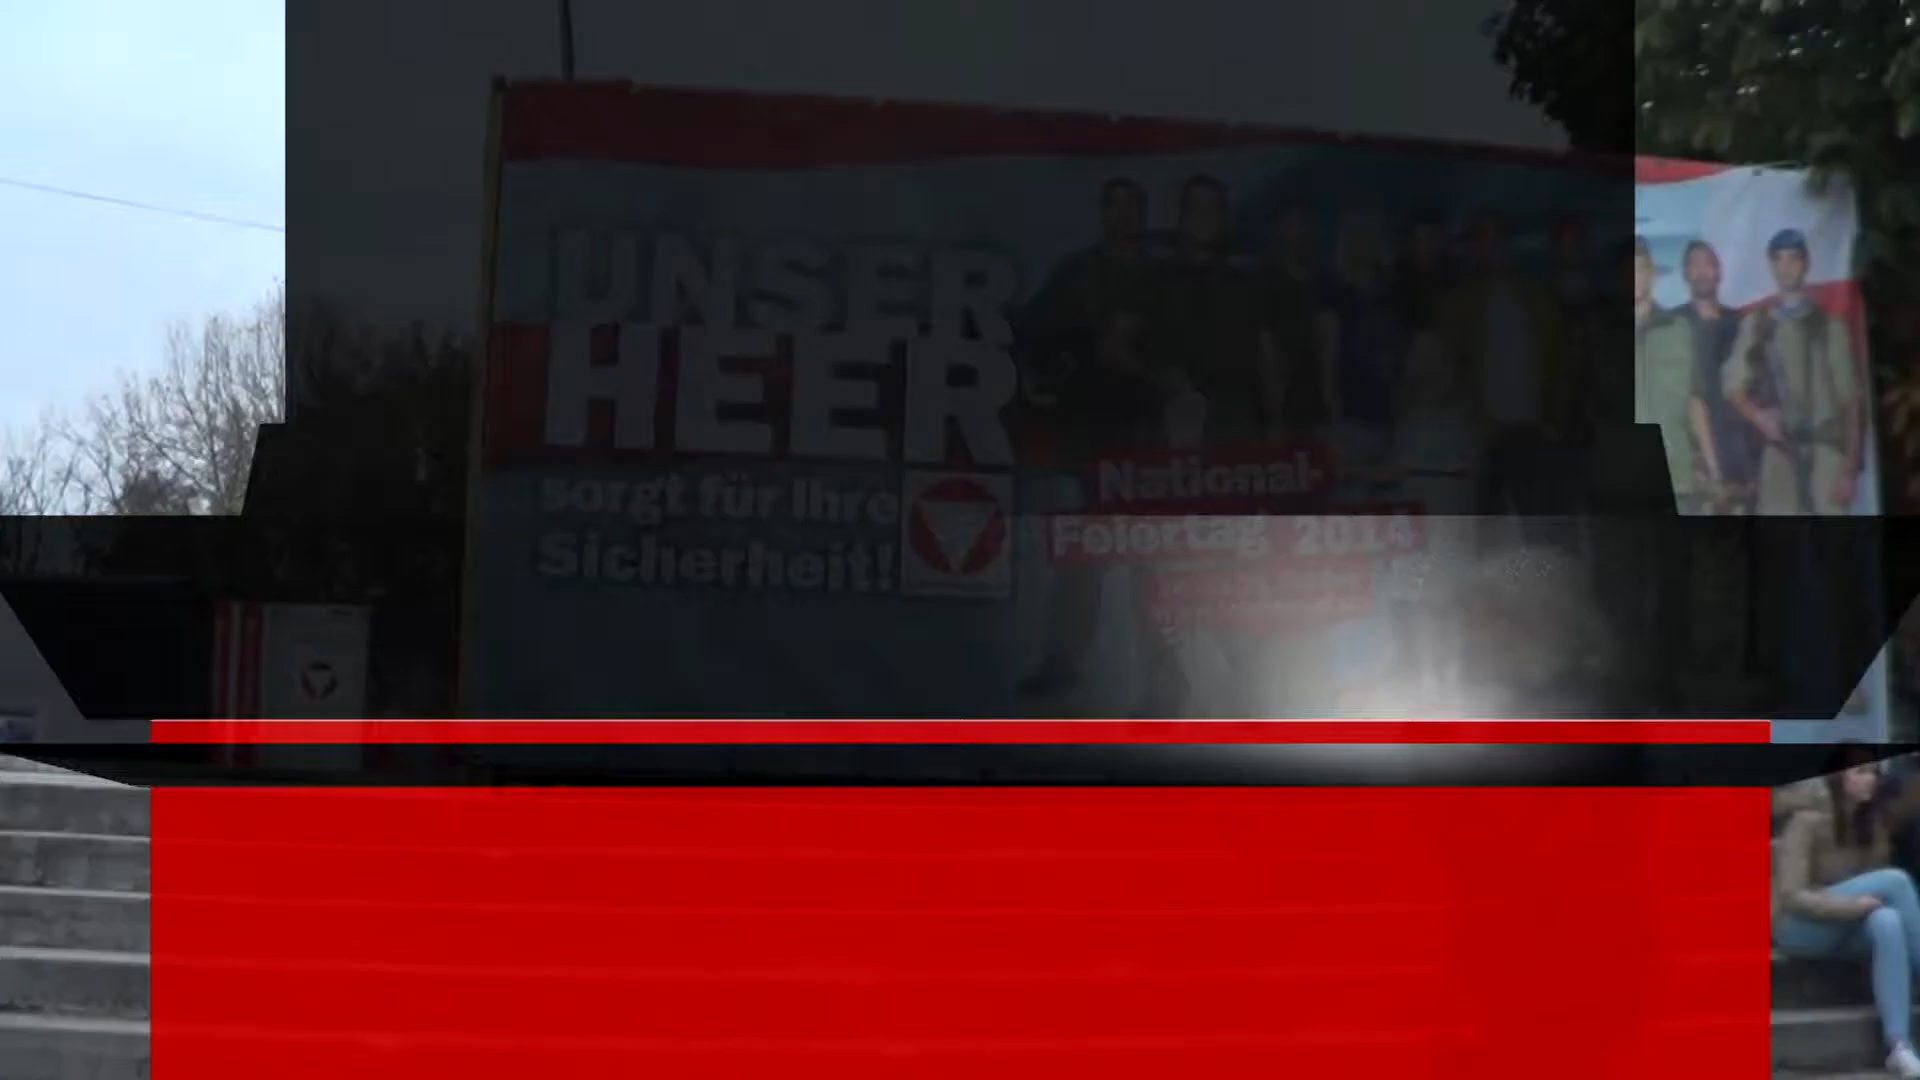 UNSER
HEER
sorgt für Ihre
Sicherheit!
National-
Feiertag 2014